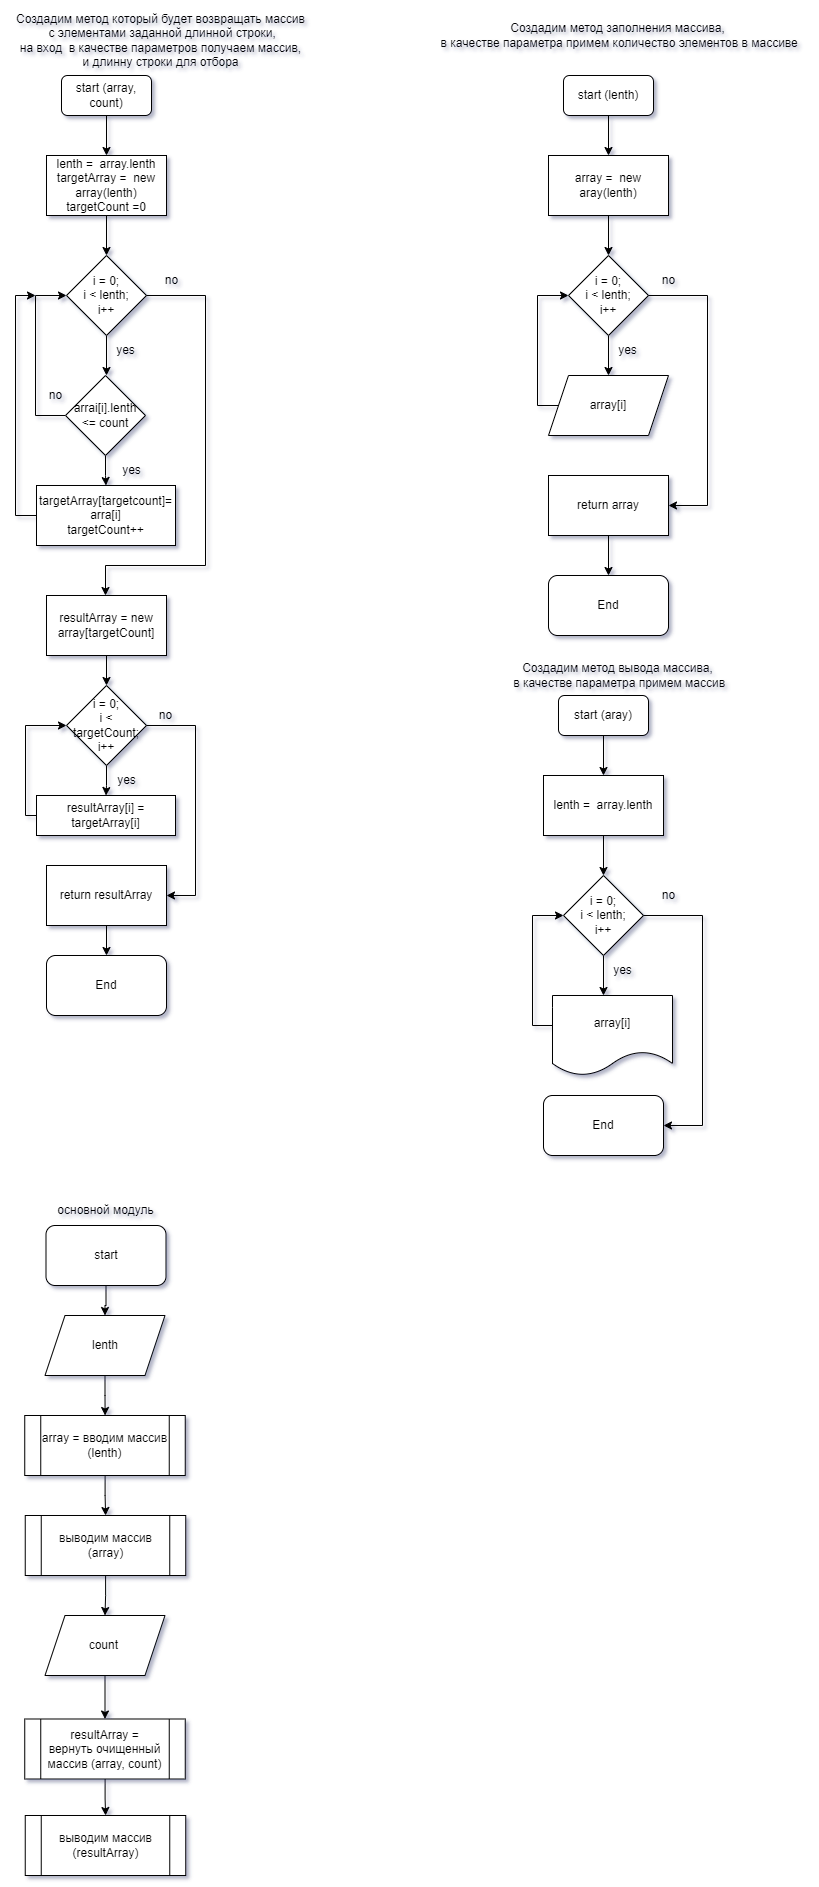 Создадим метод который будет возвращать массив
с элементами заданной длинной строки,
на вход в качестве параметров получаем массив,
и длинну строки для отбора
start (array,
count)
lenth = array.lenth
targetArray = new
array(lenth)
targetCount =0
i = 0;
i < lenth;
i++
no
yes
arrai[i].lenth
<= count
no
yes
targetArray[targetcount]=
arra[i]
targetCount++
resultArray = new
array[targetCount]
i = 0;
i <
targetCount;
i++
no
yes
resultArray[i] =
targetArray[i]
return resultArray
End
Создадим метод заполнения массива,
в качестве параметра примем количество элементов в массиве
start (lenth)
array = new
aray(lenth)
i = 0;
i < lenth;
i++
no
yes
array[i]
return array
End
Создадим метод вывода массива,
в качестве параметра примем массив
start (aray)
lenth = array.lenth
i = 0;
i < lenth;
i++
no
yes
array[i]
End
основной модуль
start
lenth
array = вводим массив
(lenth)
выводим массив
(array)
count
resultArray =
вернуть очищенный
массив (array, count)
выводим массив
(resultArray)